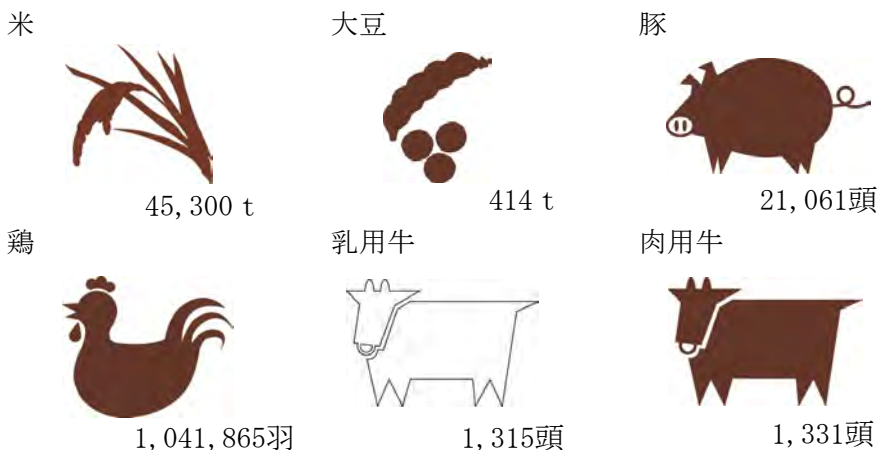 米
大豆
豚
45,300 t
414 t
21,061頭
鶏
乳用牛
肉用牛
1,041,865羽
1,315頭
1,331頭